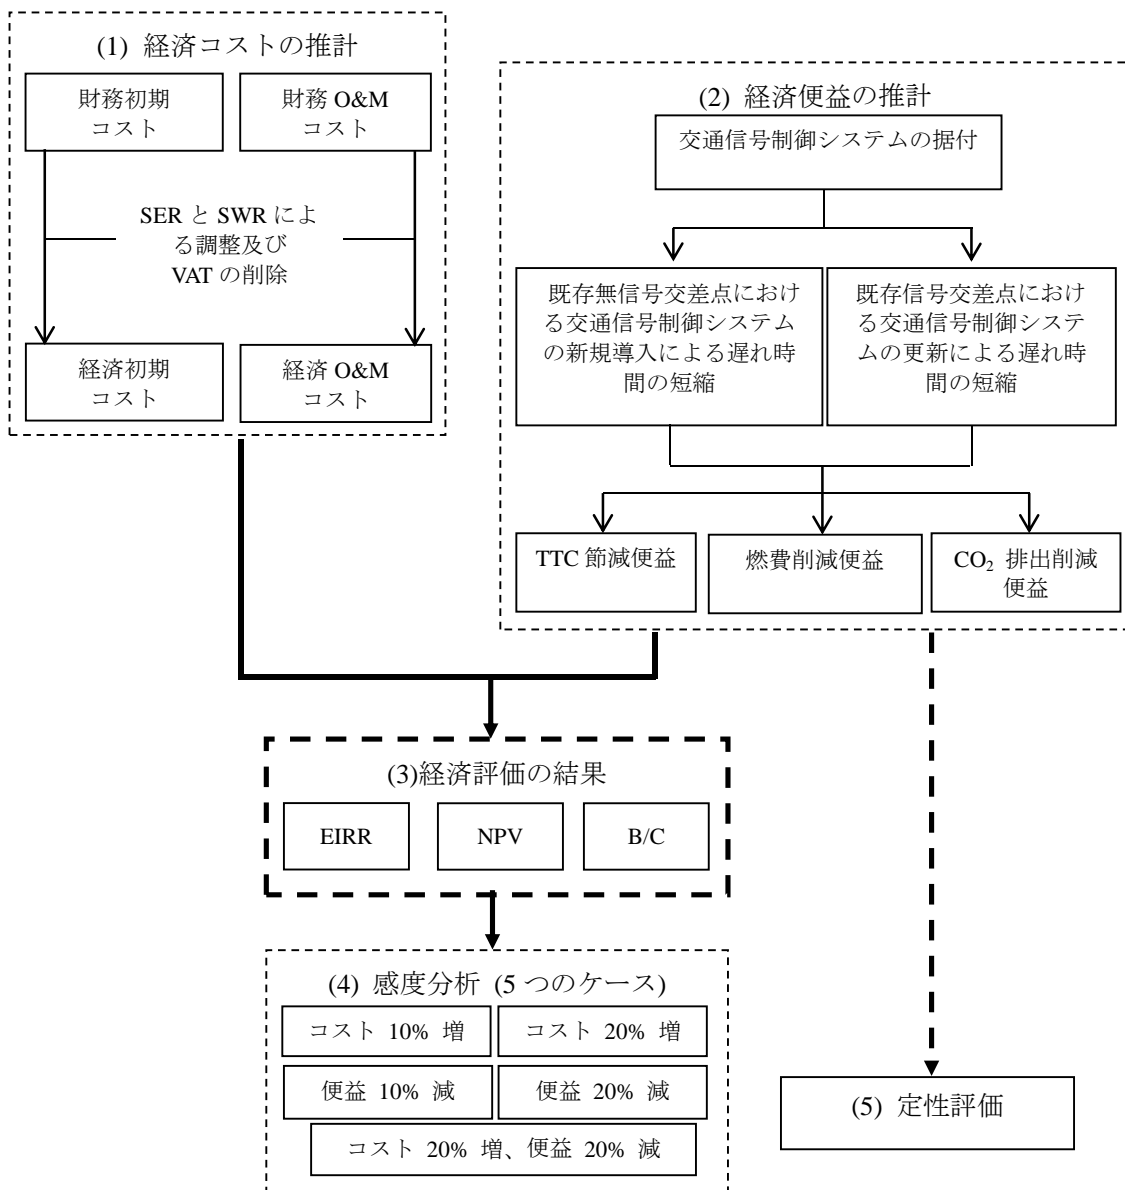 (1) 経済コストの推計
財務初期
コスト
財務 O&M
コスト
SER と SWR によ
る調整及び
VAT の削除
経済初期
コスト
経済 O&M
コスト
(2) 経済便益の推計
交通信号制御システムの据付
既存無信号交差点におけ
る交通信号制御システム
の新規導入による遅れ時
間の短縮
既存信号交差点における
交通信号制御システ
ムの更新による遅れ時
間の短縮
TTC 節減便益
燃費削減便益
CO₂ 排出削減
便益
(3)経済評価の結果
EIRR
NPV
B/C
(4) 感度分析 (5 つのケース)
コスト 10% 増
コスト 20% 増
便益 10% 減
便益 20% 減
コスト 20% 増、便益 20% 減
(5) 定性評価